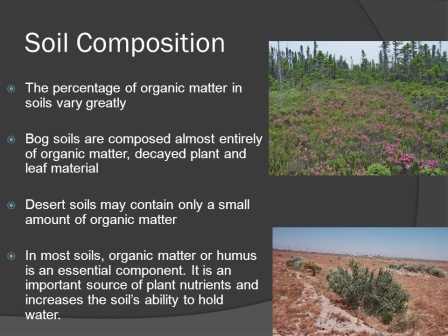 Soil Composition
The percentage of organic matter in
soils vary greatly
Bog soils are composed almost entirely
of organic matter, decayed plant and
leaf material
Desert soils may contain only a small
amount of organic matter
In most soils, organic matter or humus
is an essential component. It is an
important source of plant nutrients and
increases the soil's ability to hold
water.